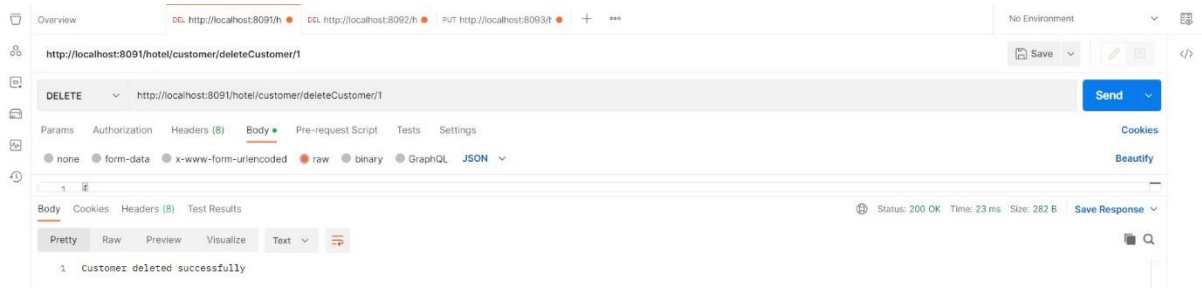 Overview DEL http://localhost:8091/h DEL http://localhost:8092/h PUT http://localhost:8093/h + ooo No Environment
http://localhost:8091/hotel/customer/deleteCustomer/1 Save </>
DELETE http://localhost:8091/hotel/customer/deleteCustomer/1 Send
Params Authorization Headers (8) Body Pre-request Script Tests Settings Cookies
none form-data x-www-form-urlencoded raw binary GraphQL JSON Beautify
1 {
Body Cookies Headers (8) Test Results Status: 200 OK Time: 23 ms Size: 282 B Save Response
Pretty Raw Preview Visualize Text
1 Customer deleted successfully